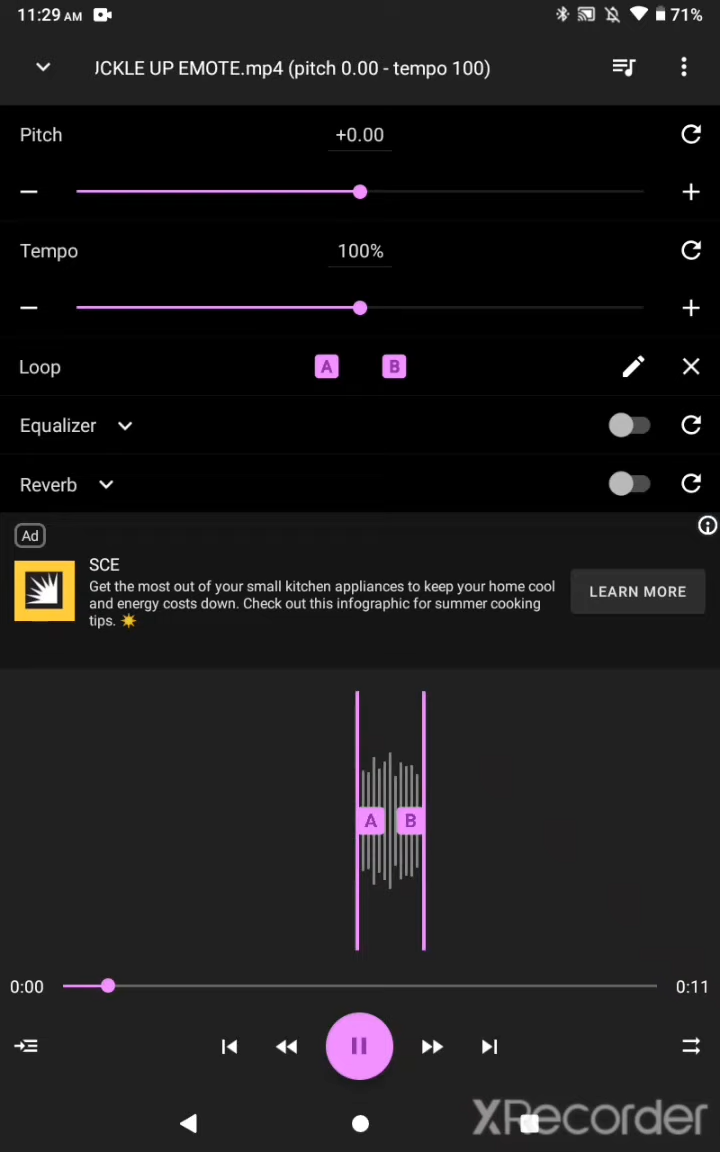 11:29 AM 71%
JCKLE UP EMOTE.mp4 (pitch 0.00 - tempo 100)
Pitch +0.00
Tempo 100%
Loop A B
Equalizer
Reverb
Ad
SCE
Get the most out of your small kitchen appliances to keep your home cool
and energy costs down. Check out this infographic for summer cooking
tips. ☀️
LEARN MORE
A B
0:00 0:11
XRecorder